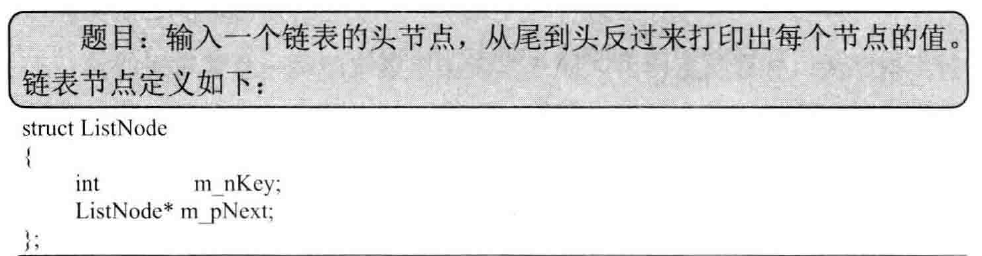 题目：输入一个链表的头节点，从尾到头反过来打印出每个节点的值。
链表节点定义如下：
struct ListNode
{
int m_nKey;
ListNode* m_pNext;
};